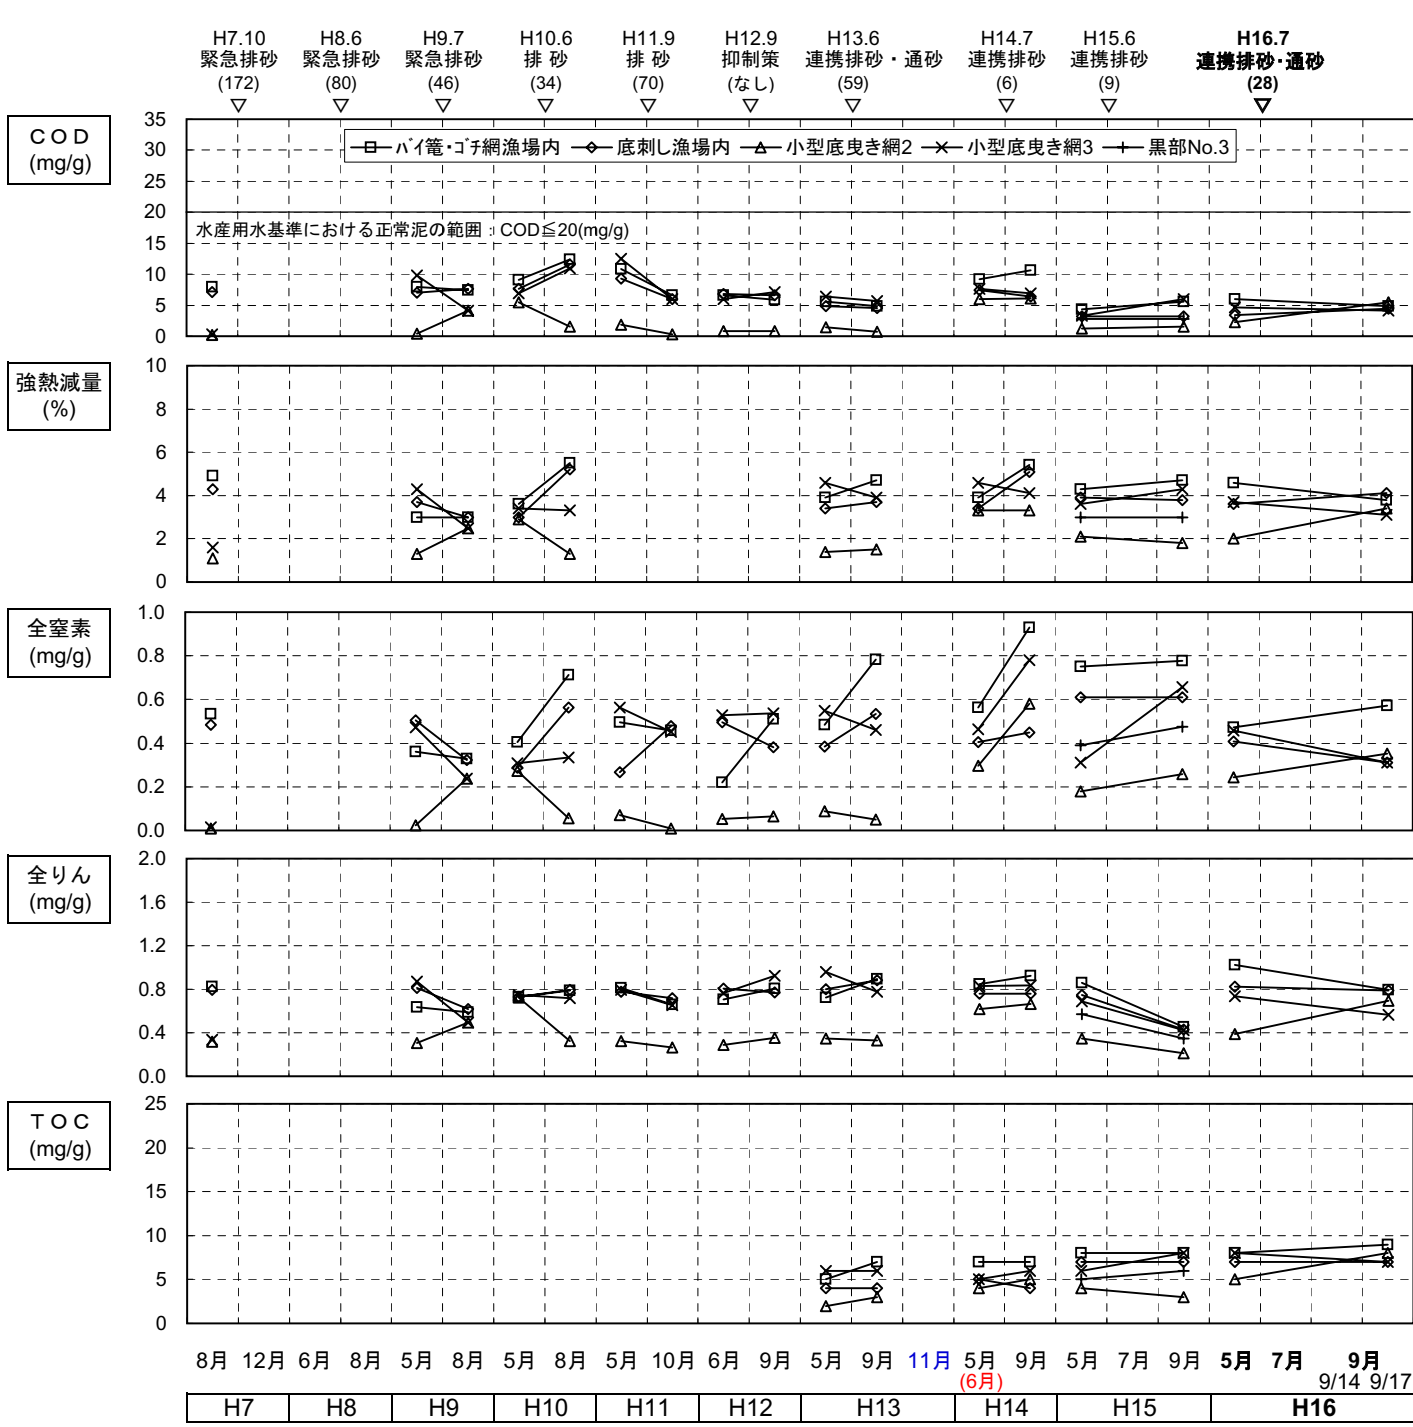 H7.10 H8.6 H9.7 H10.6 H11.9 H12.9 H13.6 H14.7 H15.6 H16.7
緊急排砂 緊急排砂 緊急排砂 排 砂 排 砂 抑制策 連携排砂・通砂 連携排砂 連携排砂 連携排砂・通砂
(172) (80) (46) (34) (70) (なし) (59) (6) (9) (28)
ＣＯＤ
(mg/g)
35
30
25
20
15
10
5
0
ﾊﾞｲ篭・ｺﾞﾁ網漁場内 底刺し漁場内 小型底曳き網2 小型底曳き網3 黒部No.3
水産用水基準における正常泥の範囲：COD≦20(mg/g)
強熱減量
(%)
10
8
6
4
2
0
全窒素
(mg/g)
1.0
0.8
0.6
0.4
0.2
0.0
全りん
(mg/g)
2.0
1.6
1.2
0.8
0.4
0.0
ＴＯＣ
(mg/g)
25
20
15
10
5
0
8月 12月 6月 8月 5月 8月 5月 8月 5月 10月 6月 9月 5月 9月 11月 5月 9月 5月 7月 9月 5月 7月 9月
(6月) 9/14 9/17
H7 H8 H9 H10 H11 H12 H13 H14 H15 H16